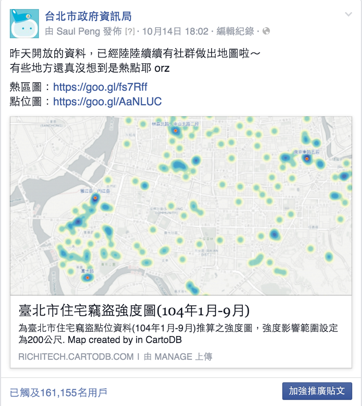 台北市政府資訊局
由 Saul Peng 發佈 [?] · 10月14日 18:02 · 編輯紀錄 ·
昨天開放的資料，已經陸陸續續有社群做出地圖啦～
有些地方還真沒想到是熱點耶 orz
熱區圖：https://goo.gl/fs7Rff
點位圖：https://goo.gl/AaNLUC
臺北市住宅竊盜強度圖(104年1月-9月)
為臺北市住宅竊盜點位資料(104年1月-9月)推算之強度圖，強度影響範圍設定
為200公尺. Map created by in CartoDB
RICHITECH.CARTODB.COM | 由 MANAGE 上傳
已觸及161,155名用戶
加強推廣貼文